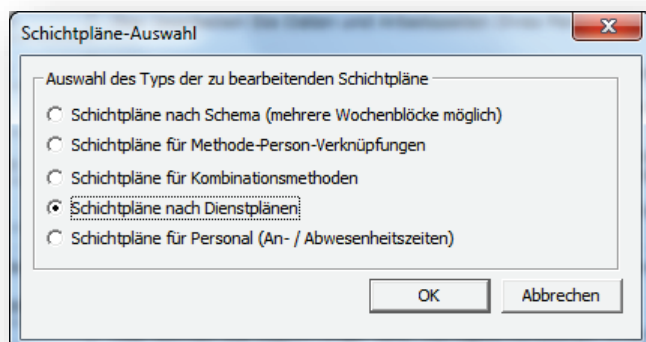 Schichtpläne-Auswahl
Auswahl des Typs der zu bearbeitenden Schichtpläne
Schichtpläne nach Schema (mehrere Wochenblöcke möglich)
Schichtpläne für Methode-Person-Verknüpfungen
Schichtpläne für Kombinationsmethoden
Schichtpläne nach Dienstplänen
Schichtpläne für Personal (An- / Abwesenheitszeiten)
OK
Abbrechen